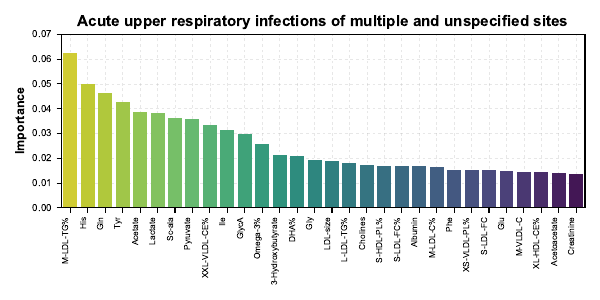 Acute upper respiratory infections of multiple and unspecified sites
Importance
0.07
0.06
0.05
0.04
0.03
0.02
0.01
0.00
M-LDL-TG%
His
Gln
Tyr
Acetate
Lactate
Sc-ala
Pyruvate
XXL-VLDL-CE%
Ile
GlycA
Omega-3%
3-Hydroxybutyrate
DHA%
Gly
LDL-size
L-LDL-TG%
Cholines
S-HDL-PL%
S-LDL-FC%
Albumin
M-LDL-C%
Phe
XS-VLDL-PL%
S-LDL-FC
Glu
M-VLDL-C
XL-HDL-CE%
Acetoacetate
Creatinine